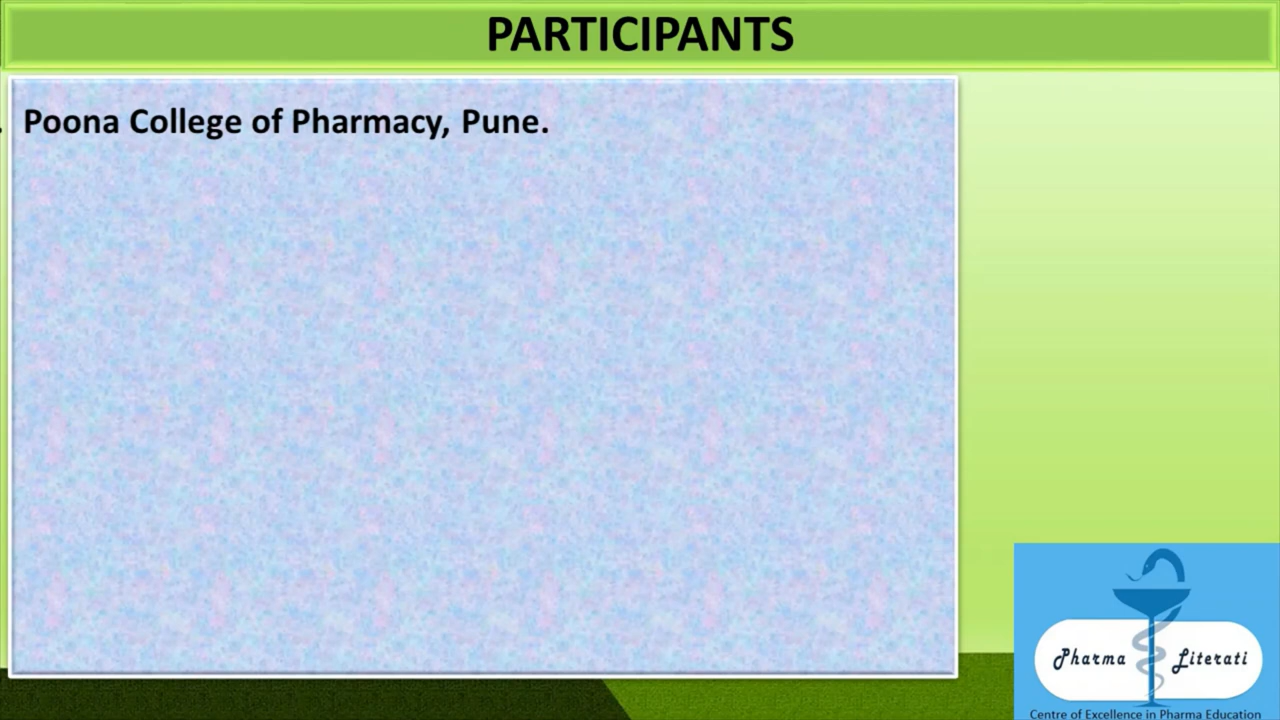 PARTICIPANTS
. Poona College of Pharmacy, Pune.
Pharma Literati
Centre of Excellence in Pharma Education